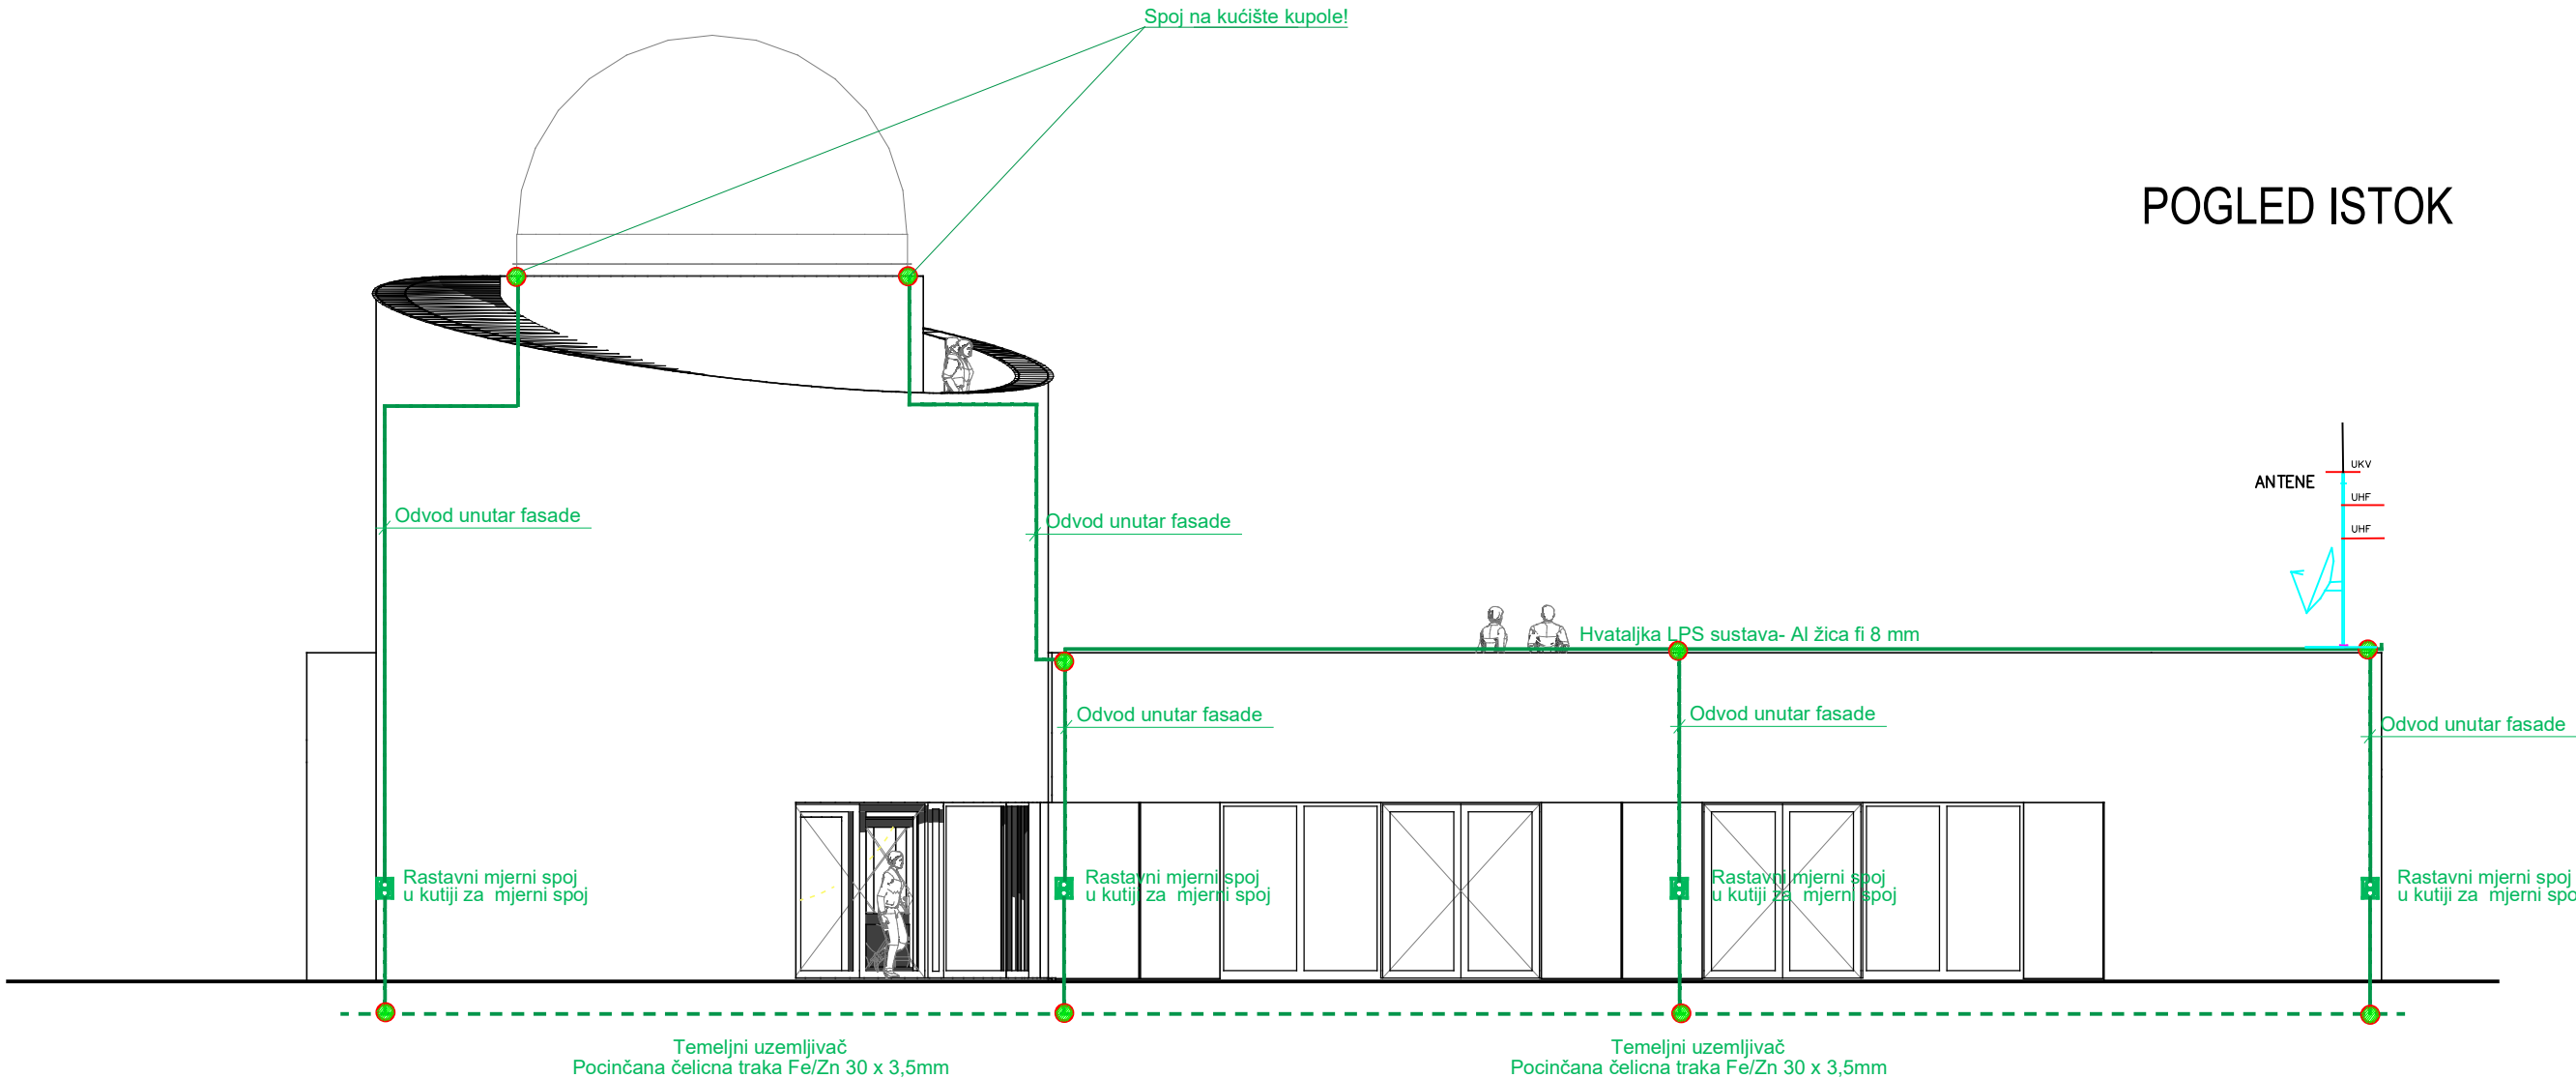 Spoj na kućište kupole!
POGLED ISTOK
UKV
ANTENE
UHF
UHF
Odvod unutar fasade
Odvod unutar fasade
Hvataljka LPS sustava- Al žica fi 8 mm
Odvod unutar fasade
Odvod unutar fasade
Odvod unutar fasade
Rastavni mjerni spoj
u kutiji za mjerni spoj
Rastavni mjerni spoj
u kutiji za mjerni spoj
Rastavni mjerni spoj
u kutiji za mjerni spoj
Rastavni mjerni spoj
u kutiji za mjerni spo
Temeljni uzemljivač
Pocinčana čelicna traka Fe/Zn 30 x 3,5mm
Temeljni uzemljivač
Pocinčana čelicna traka Fe/Zn 30 x 3,5mm